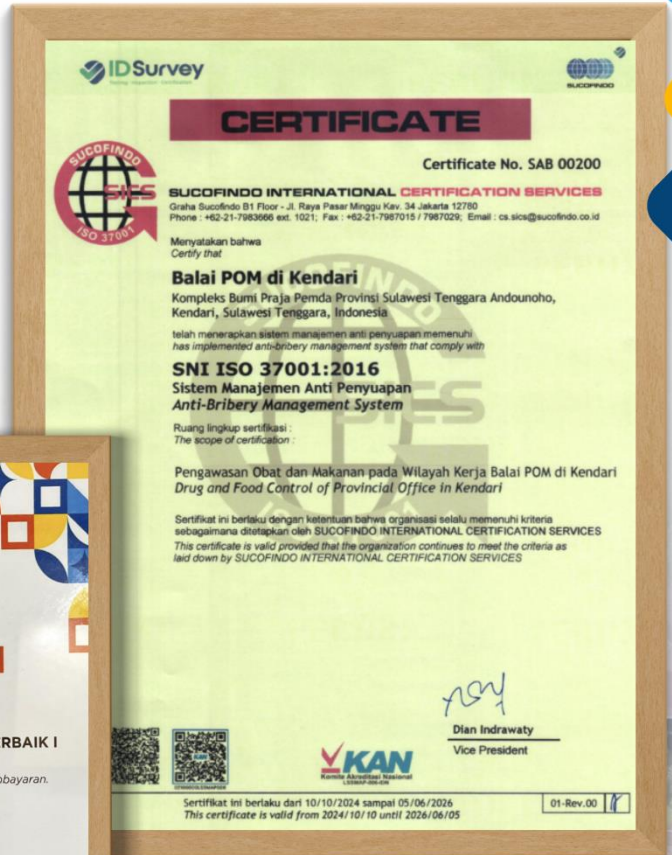 IDSurvey
SUCOFINDO
CERTIFICATE
Certificate No. SAB 00200
SUCOFINDO
SICS
ISO 37001
SUCOFINDO INTERNATIONAL CERTIFICATION SERVICES
Graha Sucofindo B1 Floor - Jl. Raya Pasar Minggu Kav. 34 Jakarta 12780
Phone : +62-21-7983666 ext. 1021; Fax : +62-21-7987015 / 7987029; Email : cs.sics@sucofindo.co.id
Menyatakan bahwa
Certify that
Balai POM di Kendari
Kompleks Bumi Praja Pemda Provinsi Sulawesi Tenggara Andounoho,
Kendari, Sulawesi Tenggara, Indonesia
telah menerapkan sistem manajemen anti penyuapan memenuhi
has implemented anti-bribery management system that comply with
SNI ISO 37001:2016
Sistem Manajemen Anti Penyuapan
Anti-Bribery Management System
Ruang lingkup sertifikasi :
The scope of certification :
Pengawasan Obat dan Makanan pada Wilayah Kerja Balai POM di Kendari
Drug and Food Control of Provincial Office in Kendari
Sertifikat ini berlaku dengan ketentuan bahwa organisasi selalu memenuhi kriteria
sebagaimana ditetapkan oleh SUCOFINDO INTERNATIONAL CERTIFICATION SERVICES
This certificate is valid provided that the organization continues to meet the criteria as
laid down by SUCOFINDO INTERNATIONAL CERTIFICATION SERVICES
Dian Indrawaty
Vice President
KAN
Komite Akreditasi Nasional
Sertifikat ini berlaku dari 10/10/2024 sampai 05/06/2026
This certificate is valid from 2024/10/10 until 2026/06/05
01-Rev.00
ERBAIK I
bayaran.